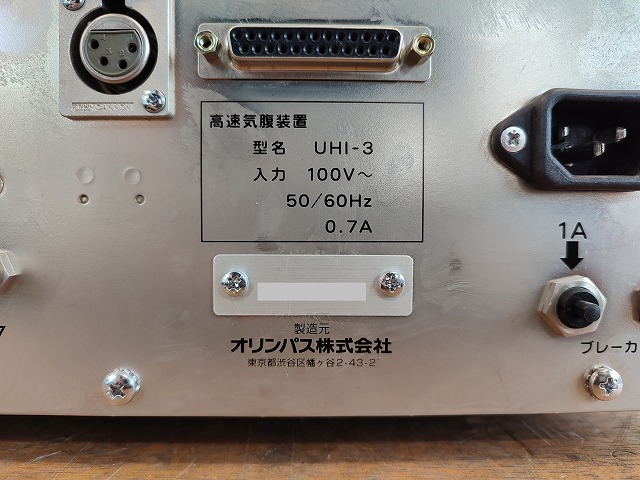 高速気腹装置
型名 UHI-3
入力 100V～
50/60Hz
0.7A
1A
製造元
オリンパス株式会社
東京都渋谷区幡ヶ谷2-43-2
ブレーカ